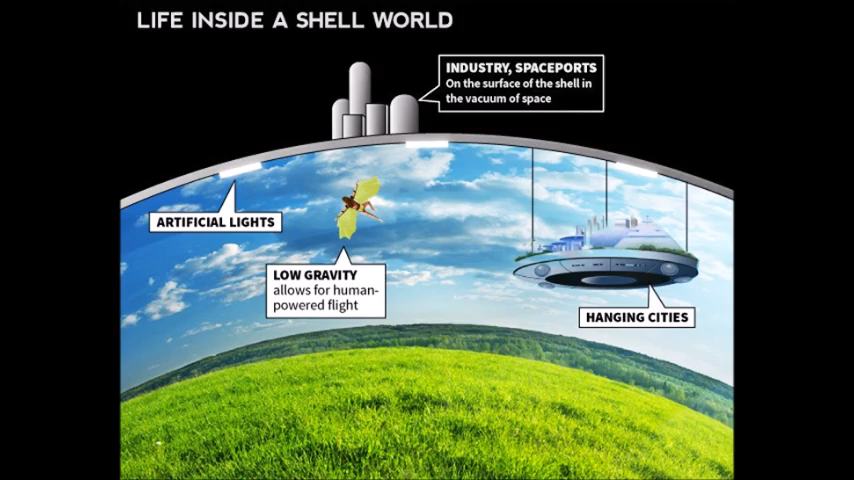 LIFE INSIDE A SHELL WORLD
INDUSTRY, SPACEPORTS
On the surface of the shell in
the vacuum of space
ARTIFICIAL LIGHTS
LOW GRAVITY
allows for human-
powered flight
HANGING CITIES